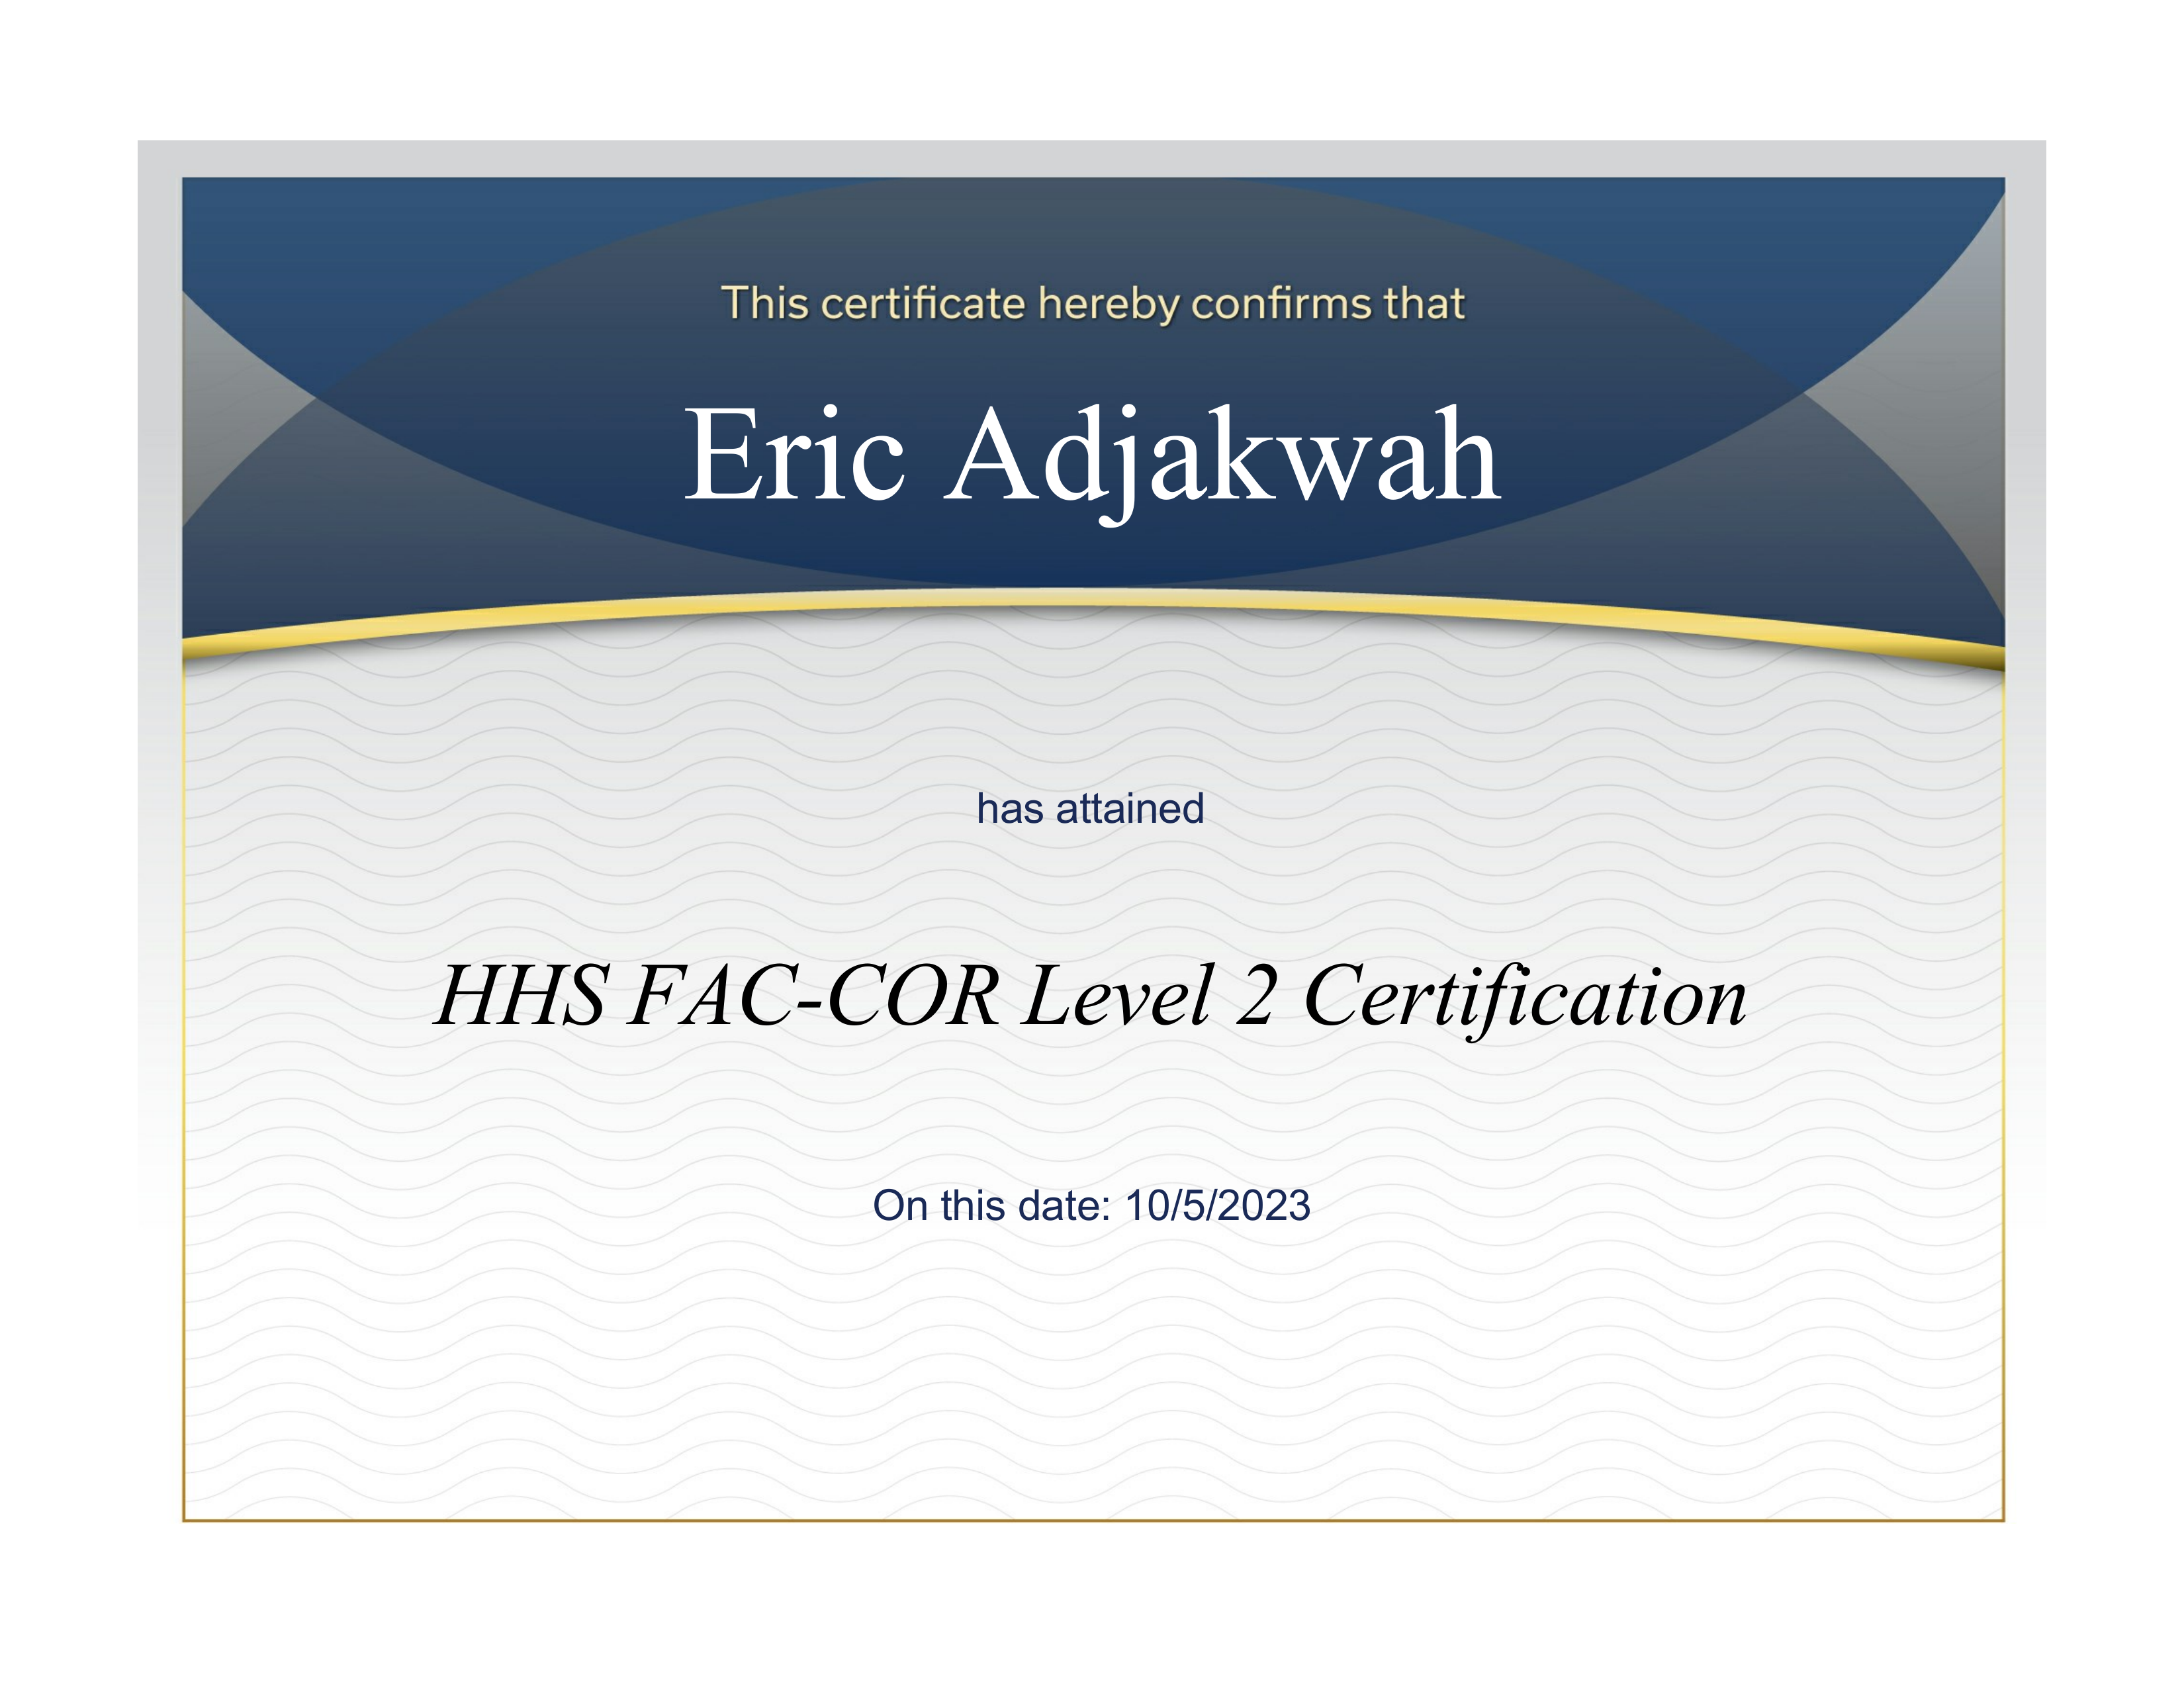 This certificate hereby confirms that
Eric Adjakwah
has attained
HHS FAC-COR Level 2 Certification
On this date: 10/5/2023